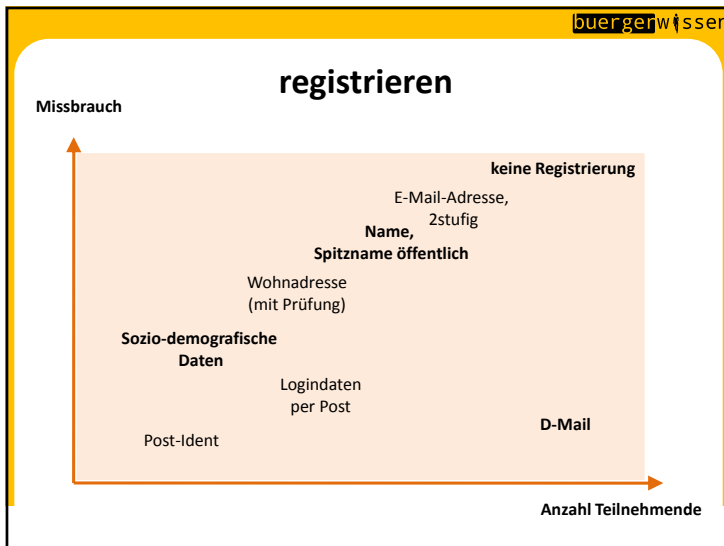 buergerwissen
registrieren
Missbrauch
keine Registrierung
E-Mail-Adresse,
2stufig
Name,
Spitzname öffentlich
Wohnadresse
(mit Prüfung)
Sozio-demografische
Daten
Logindaten
per Post
D-Mail
Post-Ident
Anzahl Teilnehmende